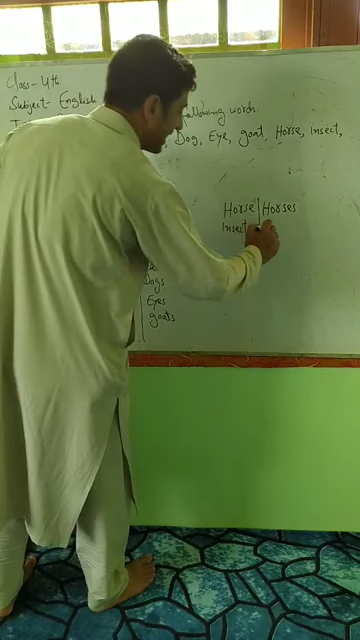 Class - 4th
Subject - English
following words.
Dog, Eye, goat, Horse, insect,
Horse | Horses
insect
Dogs
Eyes
goats